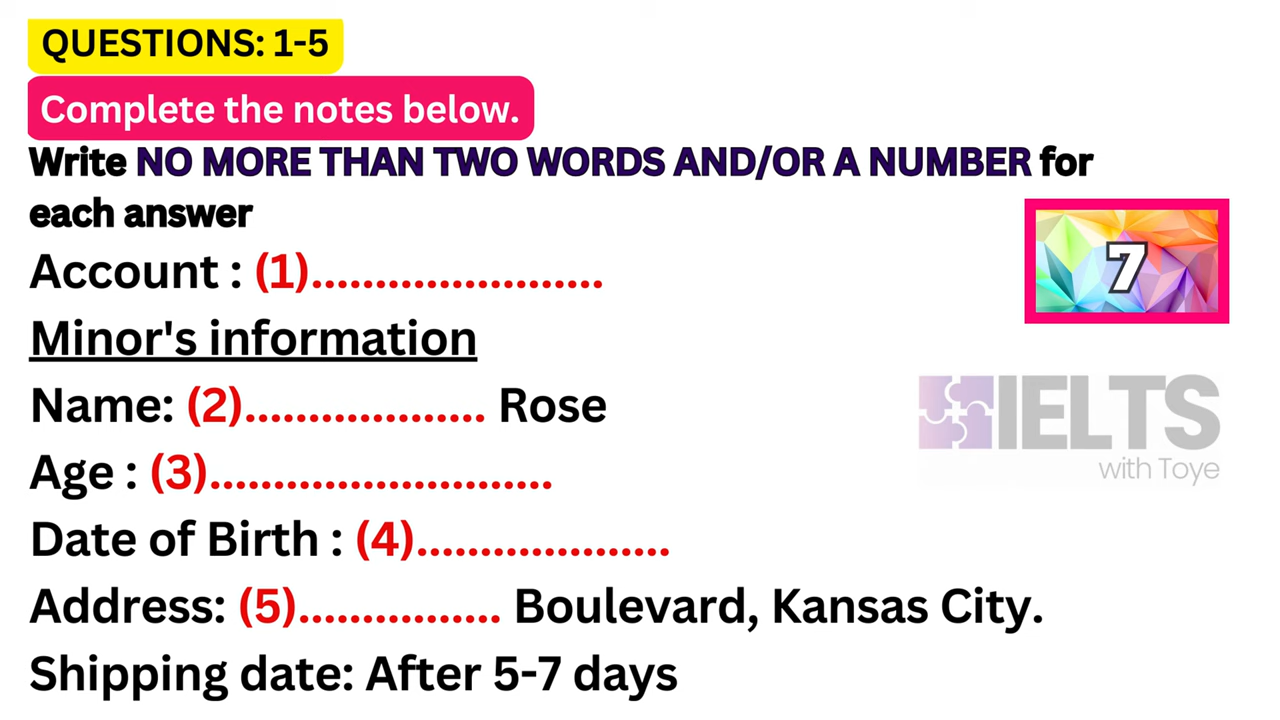 QUESTIONS: 1-5
Complete the notes below.
Write NO MORE THAN TWO WORDS AND/OR A NUMBER for
each answer
Account : (1).......................
7
Minor's information
Name: (2)................... Rose
IELTS
with Toye
Age : (3)...........................
Date of Birth : (4)....................
Address: (5)................ Boulevard, Kansas City.
Shipping date: After 5-7 days